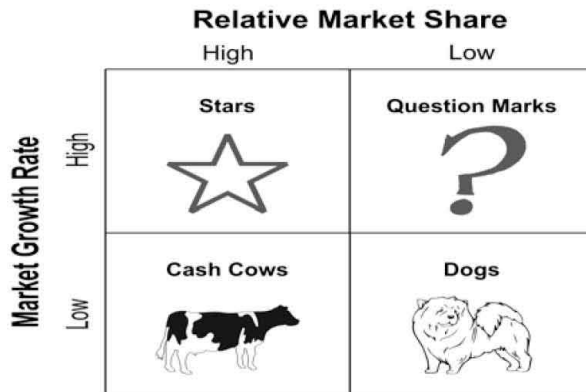 Relative Market Share
High Low
Stars Question Marks
Market Growth Rate
High
Cash Cows Dogs
Low